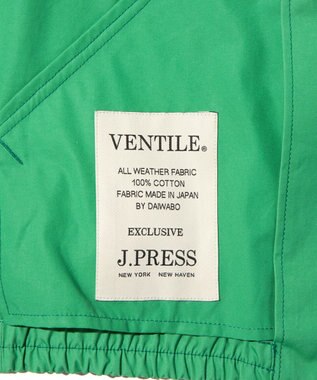 VENTILE®
ALL WEATHER FABRIC
100% COTTON
FABRIC MADE IN JAPAN
BY DAIWABO
EXCLUSIVE
J.PRESS
NEW YORK NEW HAVEN